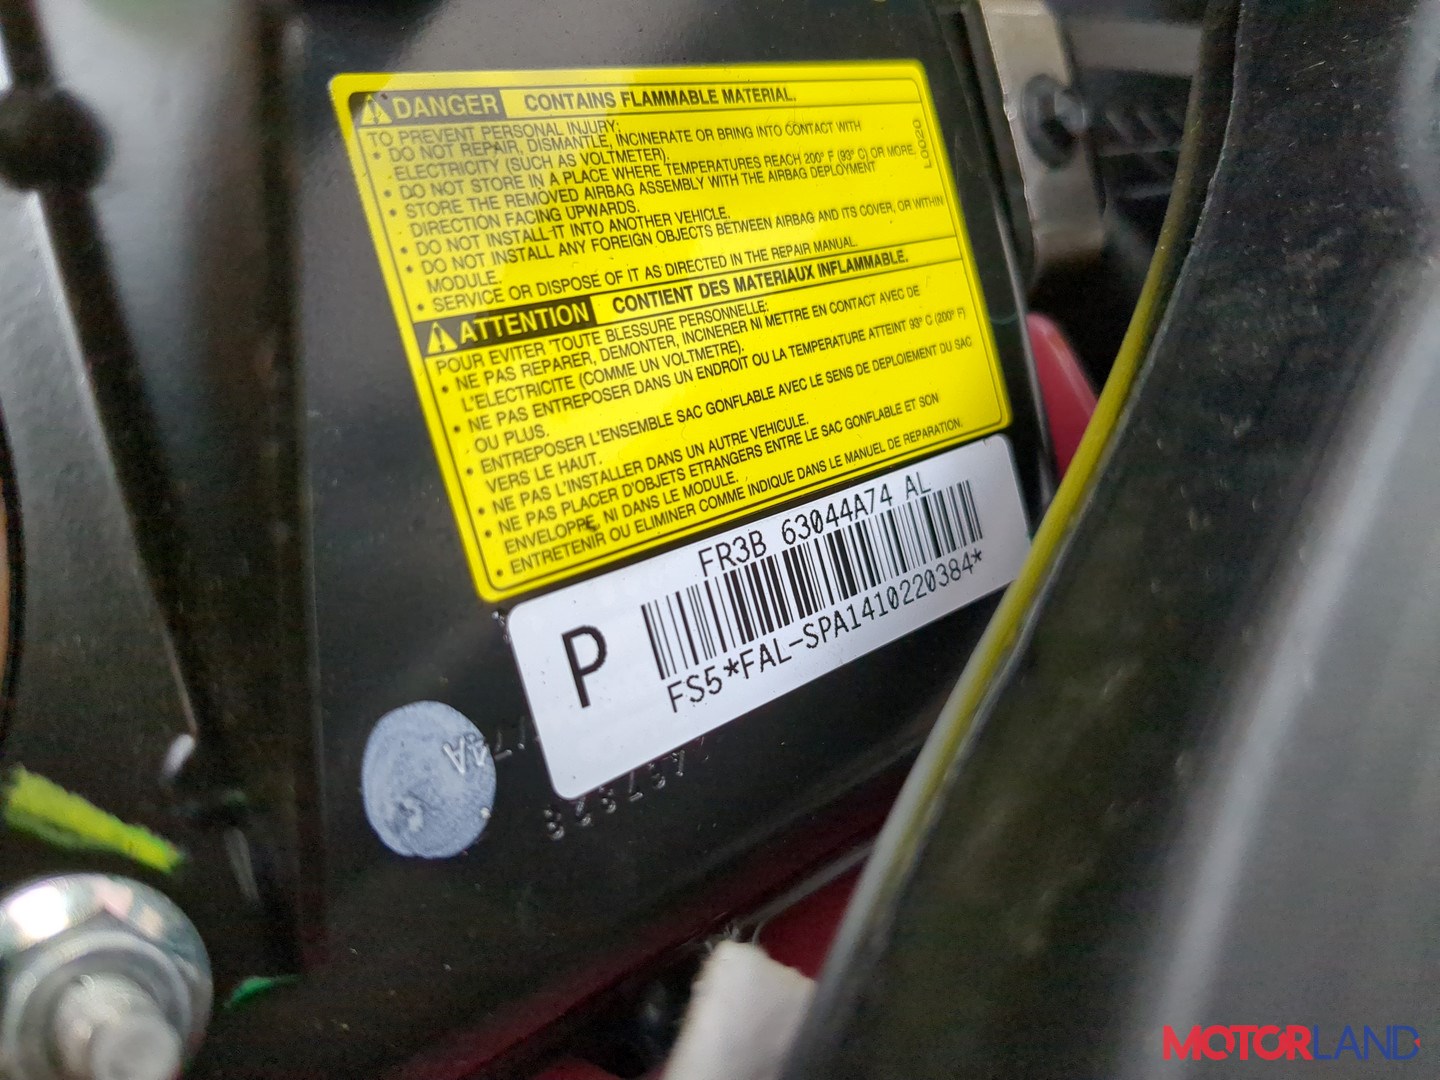 DANGER CONTAINS FLAMMABLE MATERIAL.
TO PREVENT PERSONAL INJURY:
• DO NOT REPAIR, DISMANTLE, INCINERATE OR BRING INTO CONTACT WITH
ELECTRICITY (SUCH AS VOLTMETER).
• DO NOT STORE IN A PLACE WHERE TEMPERATURES REACH 200° F (93° C) OR MORE.
• STORE THE REMOVED AIRBAG ASSEMBLY WITH THE AIRBAG DEPLOYMENT
DIRECTION FACING UPWARDS.
• DO NOT INSTALL IT INTO ANOTHER VEHICLE.
• DO NOT INSTALL ANY FOREIGN OBJECTS BETWEEN AIRBAG AND ITS COVER, OR WITHIN
MODULE.
• SERVICE OR DISPOSE OF IT AS DIRECTED IN THE REPAIR MANUAL.
L002O
ATTENTION CONTIENT DES MATERIAUX INFLAMMABLE.
POUR EVITER TOUTE BLESSURE PERSONNELLE:
• NE PAS REPARER, DEMONTER, INCINERER NI METTRE EN CONTACT AVEC DE
L'ELECTRICITE (COMME UN VOLTMETRE).
• NE PAS ENTREPOSER DANS UN ENDROIT OU LA TEMPERATURE ATTEINT 93° C (200° F)
OU PLUS.
• ENTREPOSER L'ENSEMBLE SAC GONFLABLE AVEC LE SENS DE DEPLOIEMENT DU SAC
VERS LE HAUT.
• NE PAS L'INSTALLER DANS UN AUTRE VEHICULE.
• NE PAS PLACER D'OBJETS ETRANGERS ENTRE LE SAC GONFLABLE ET SON
ENVELOPPE, NI DANS LE MODULE.
• ENTRETENIR OU ELIMINER COMME INDIQUE DANS LE MANUEL DE REPARATION.
FR3B 63044A74 AL
P
FS5*FAL-SPA1410220384*
MOTORLAND